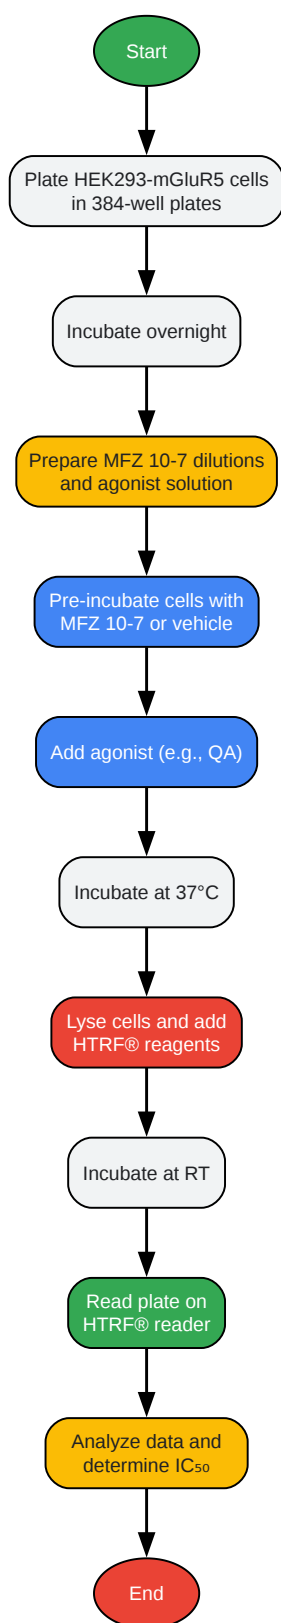 Start
Plate HEK293-mGluR5 cells
in 384-well plates
Incubate overnight
Prepare MFZ 10-7 dilutions
and agonist solution
Pre-incubate cells with
MFZ 10-7 or vehicle
Add agonist (e.g., QA)
Incubate at 37°C
Lyse cells and add
HTRF® reagents
Incubate at RT
Read plate on
HTRF® reader
Analyze data and
determine IC₅₀
End